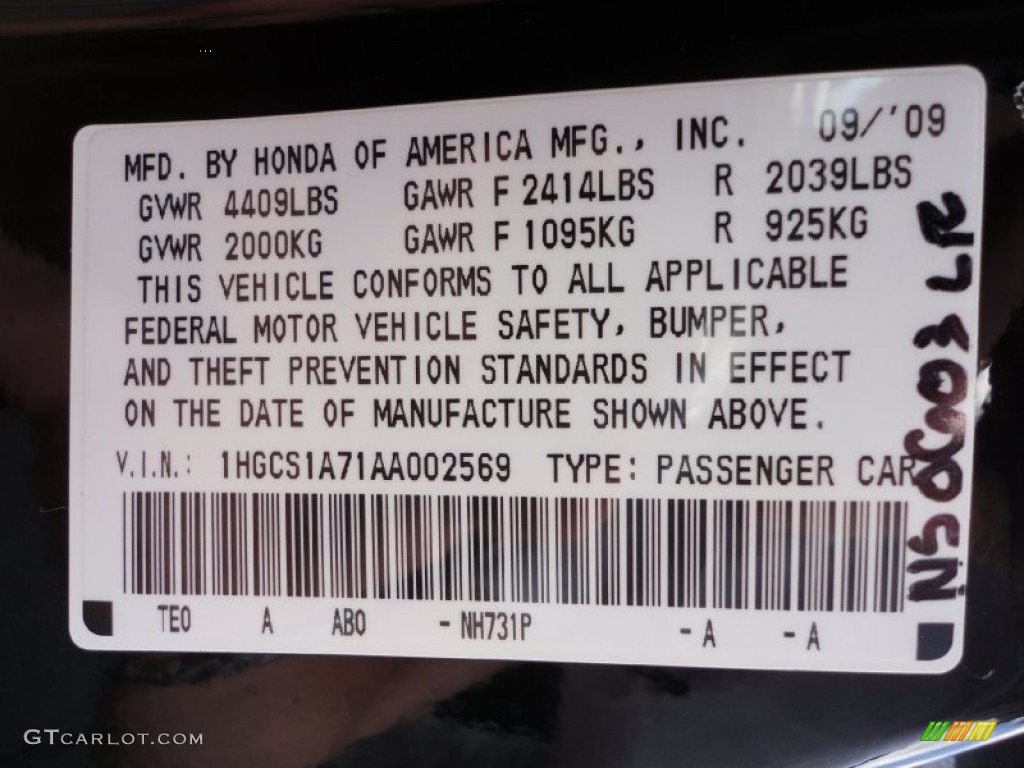 09/'09
MFD. BY HONDA OF AMERICA MFG., INC.
GVWR 4409LBS GAWR F 2414LBS R 2039LBS
GVWR 2000KG GAWR F 1095KG R 925KG
THIS VEHICLE CONFORMS TO ALL APPLICABLE
FEDERAL MOTOR VEHICLE SAFETY, BUMPER,
AND THEFT PREVENTION STANDARDS IN EFFECT
ON THE DATE OF MANUFACTURE SHOWN ABOVE.
V.I.N.: 1HGCS1A71AA002569 TYPE: PASSENGER CAR
TE0 A AB0 -NH731P -A -A
GTCARLOT.COM